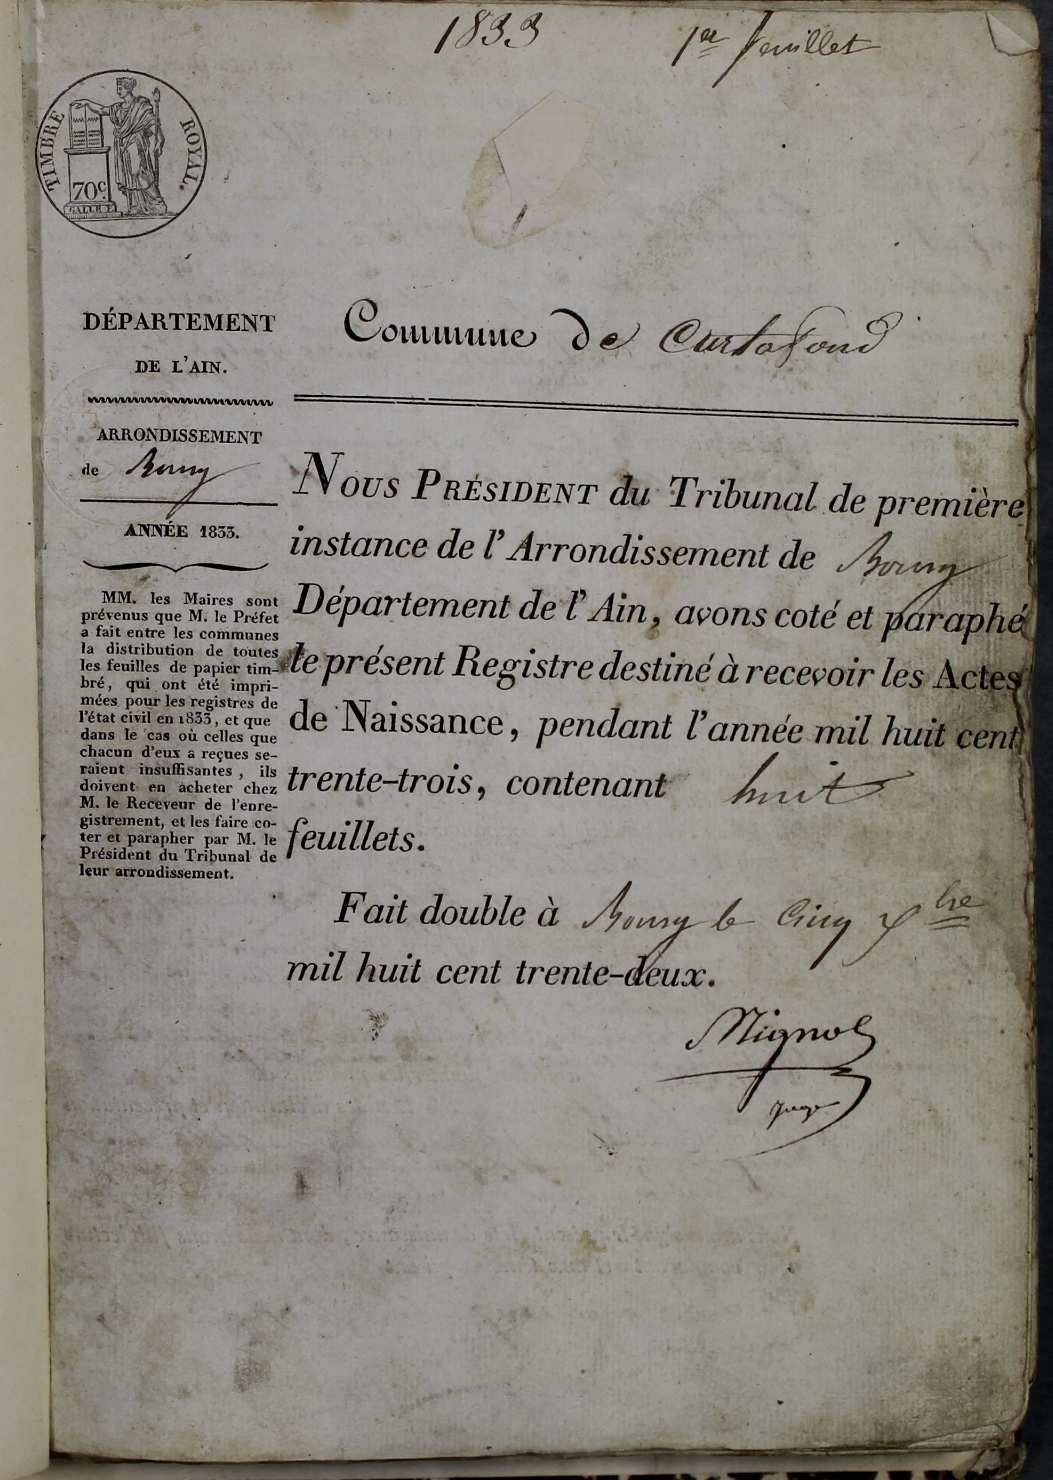 1833
1er feuillet
TIMBRE ROYAL.
70c
DÉPARTEMENT
DE L'AIN.
ARRONDISSEMENT
de Bourg
ANNÉE 1833.
MM. les Maires sont
prévenus que M. le Préfet
a fait entre les communes
la distribution de toutes
les feuilles de papier tim-
bré, qui ont été impri-
mées pour les registres de
l'état civil en 1833, et que
dans le cas où celles que
chacun d'eux a reçues se-
raient insuffisantes, ils
doivent en acheter chez
M. le Receveur de l'enre-
gistrement, et les faire co-
ter et parapher par M. le
Président du Tribunal de
leur arrondissement.
Commune de Curtafond
NOUS PRÉSIDENT du Tribunal de première
instance de l'Arrondissement de Bourg
Département de l'Ain, avons coté et paraphé
le présent Registre destiné à recevoir les Actes
de Naissance, pendant l'année mil huit cent
trente-trois, contenant huit
feuillets.
Fait double à Bourg le cinq Xbre
mil huit cent trente-deux.
Mignot
Juge